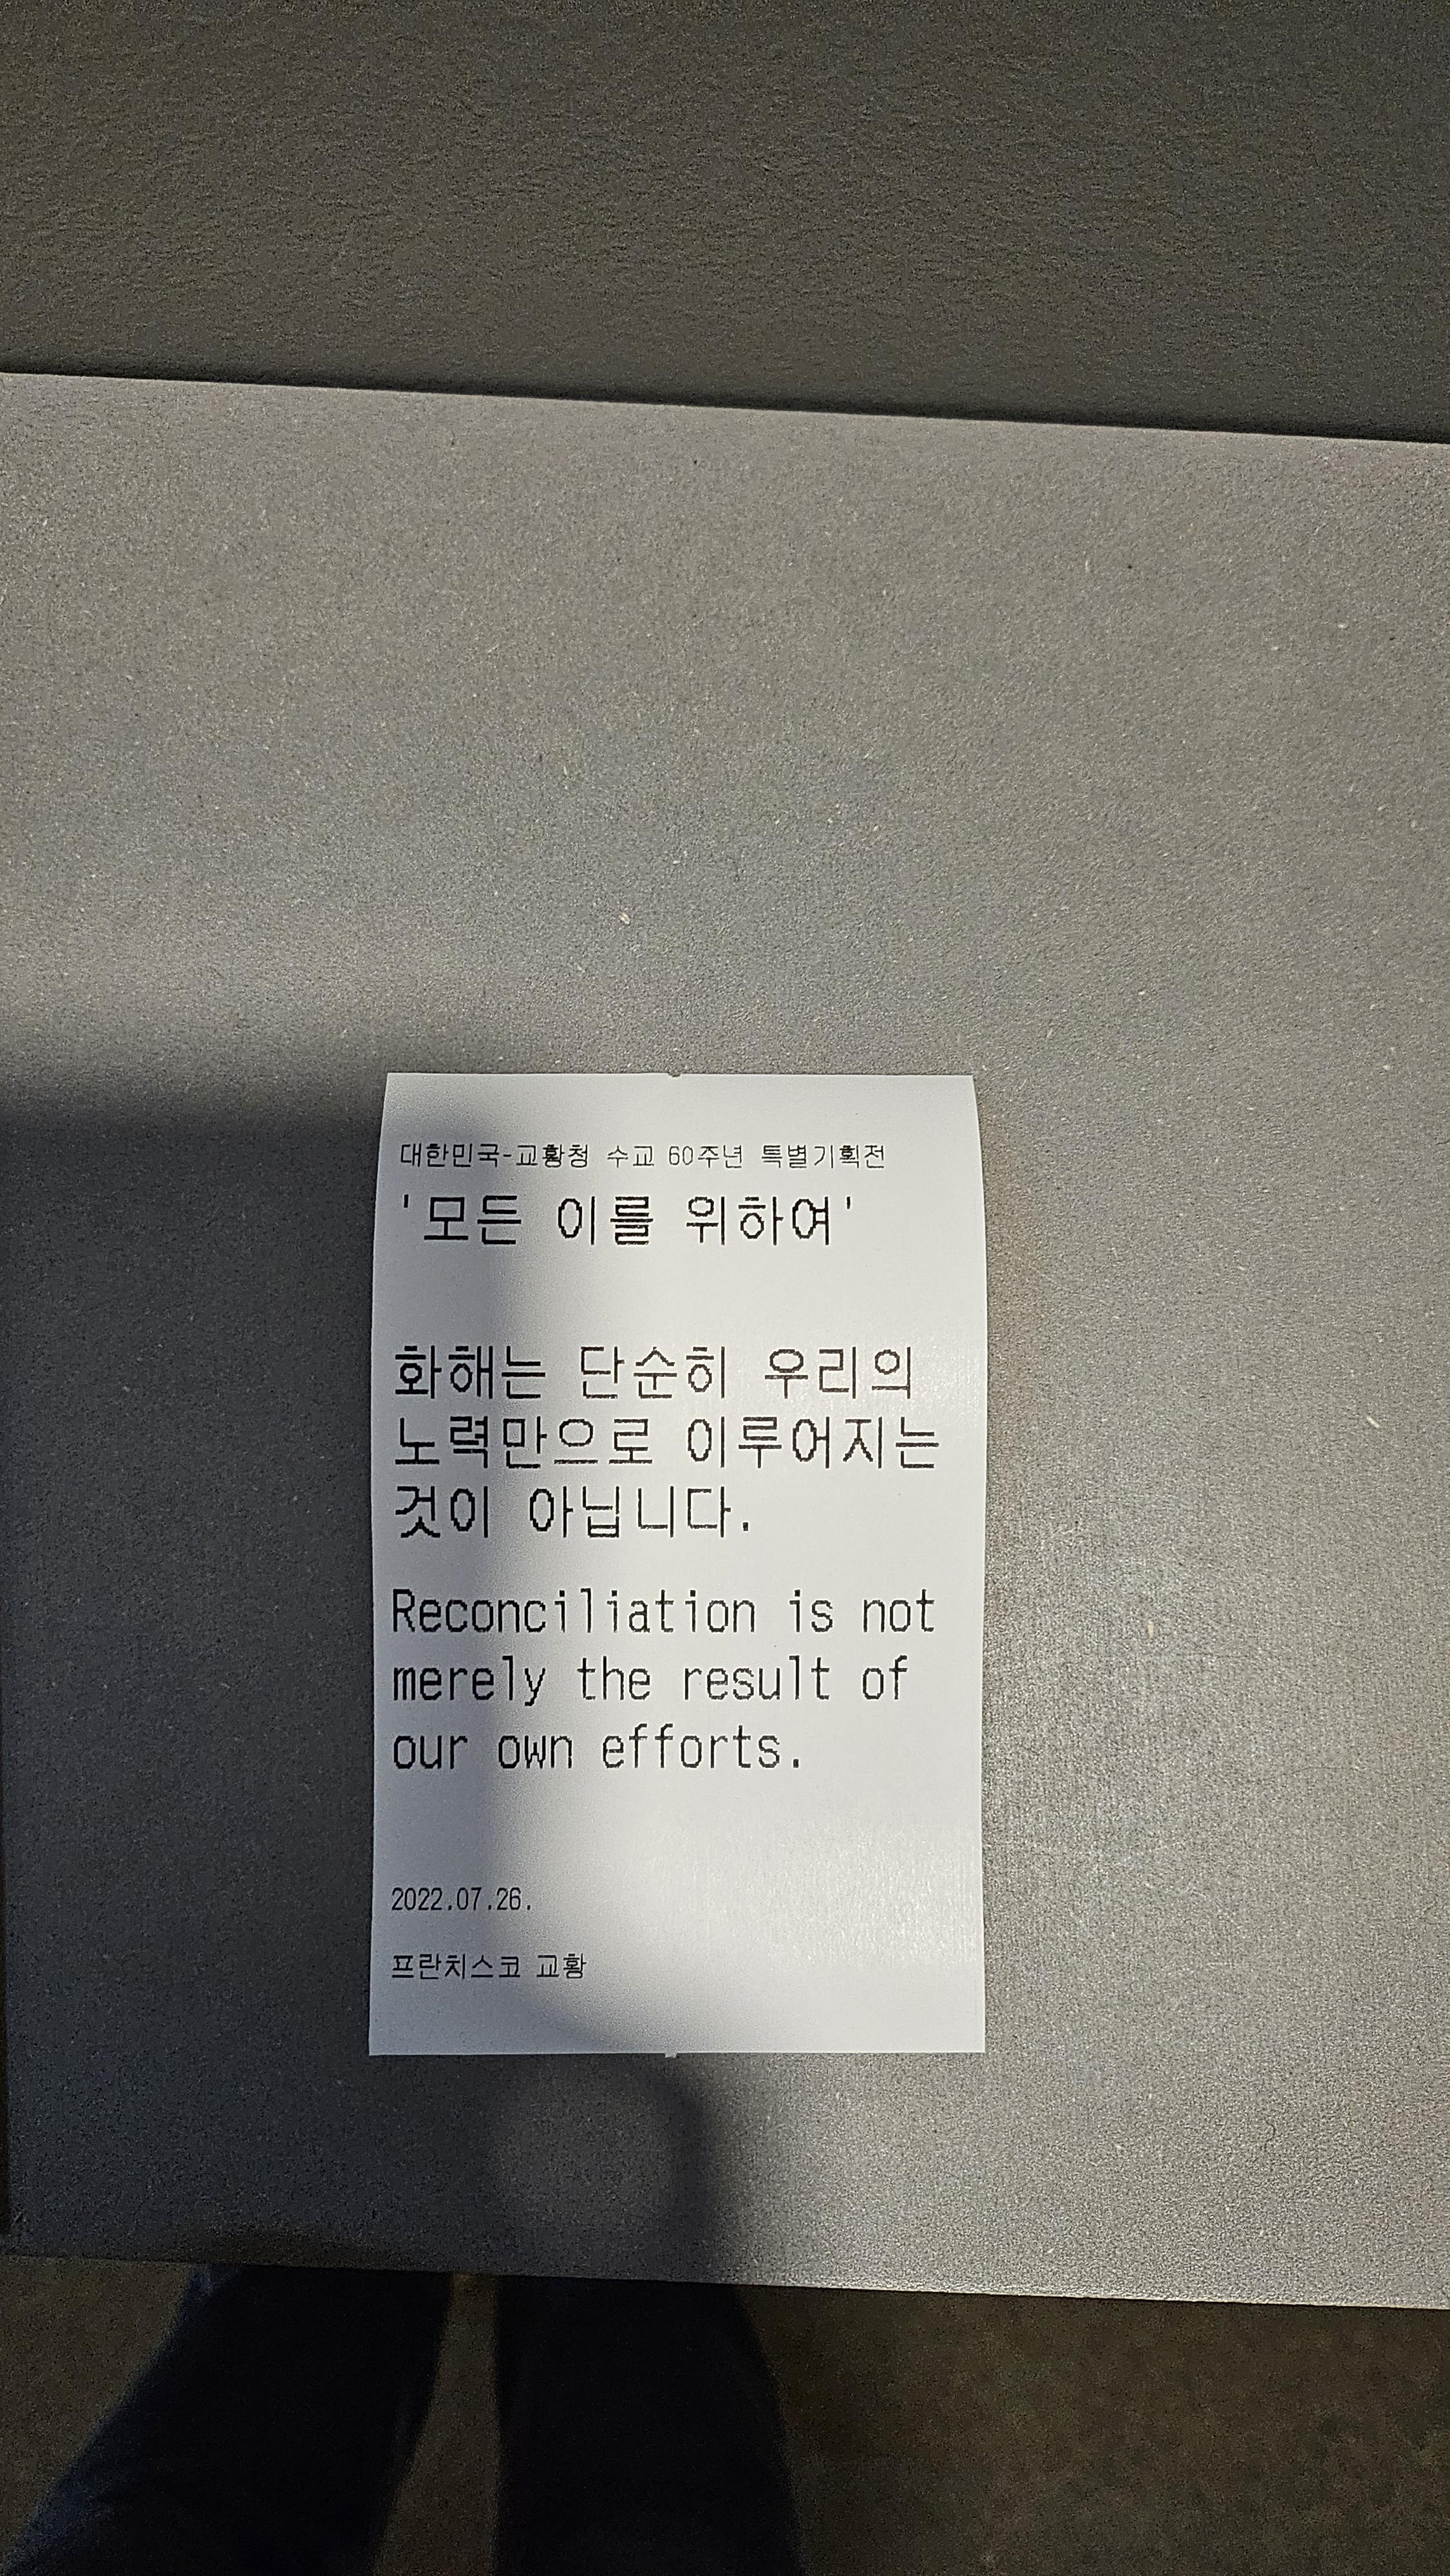 대한민국-교황청 수교 60주년 특별기획전
'모든 이를 위하여'
화해는 단순히 우리의
노력만으로 이루어지는
것이 아닙니다.
Reconciliation is not
merely the result of
our own efforts.
2022.07.26.
프란치스코 교황